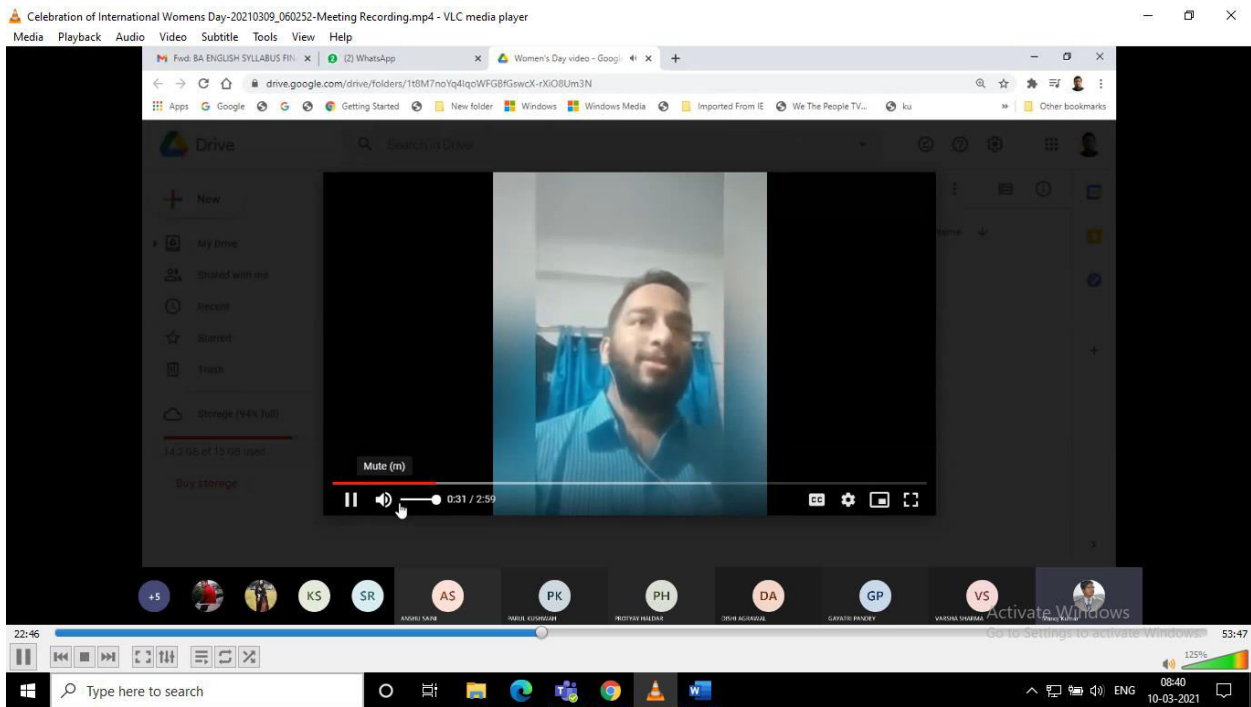 Celebration of International Womens Day-20210309_060252-Meeting Recording.mp4 - VLC media player
Media Playback Audio Video Subtitle Tools View Help
Fwd: BA ENGLISH SYLLABUS FIN (2) WhatsApp Women's Day video - Googl
drive.google.com/drive/folders/1t8M7noYq4IqoWFGBfGswcX-rXiO8Um3N
Apps Google G Getting Started New folder Windows Windows Media Imported From IE We The People TV... ku » Other bookmarks
Drive Search in Drive
New
My Drive
Shared with me
Recent
Starred
Trash
Storage (94% full)
14.2 GB of 15 GB used
Buy storage
Mute (m)
0:31 / 2:59
CC
+5 KS SR AS PK PH DA GP VS
ANSHU SAINI PARUL KUSHWAH PROTYAY HALDAR DISHI AGRAWAL GAYATRI PANDEY VARSHA SHARMA Manoj Kumar
Activate Windows
Go to Settings to activate Windows.
22:46 53:47
125%
Type here to search
ENG
08:40
10-03-2021